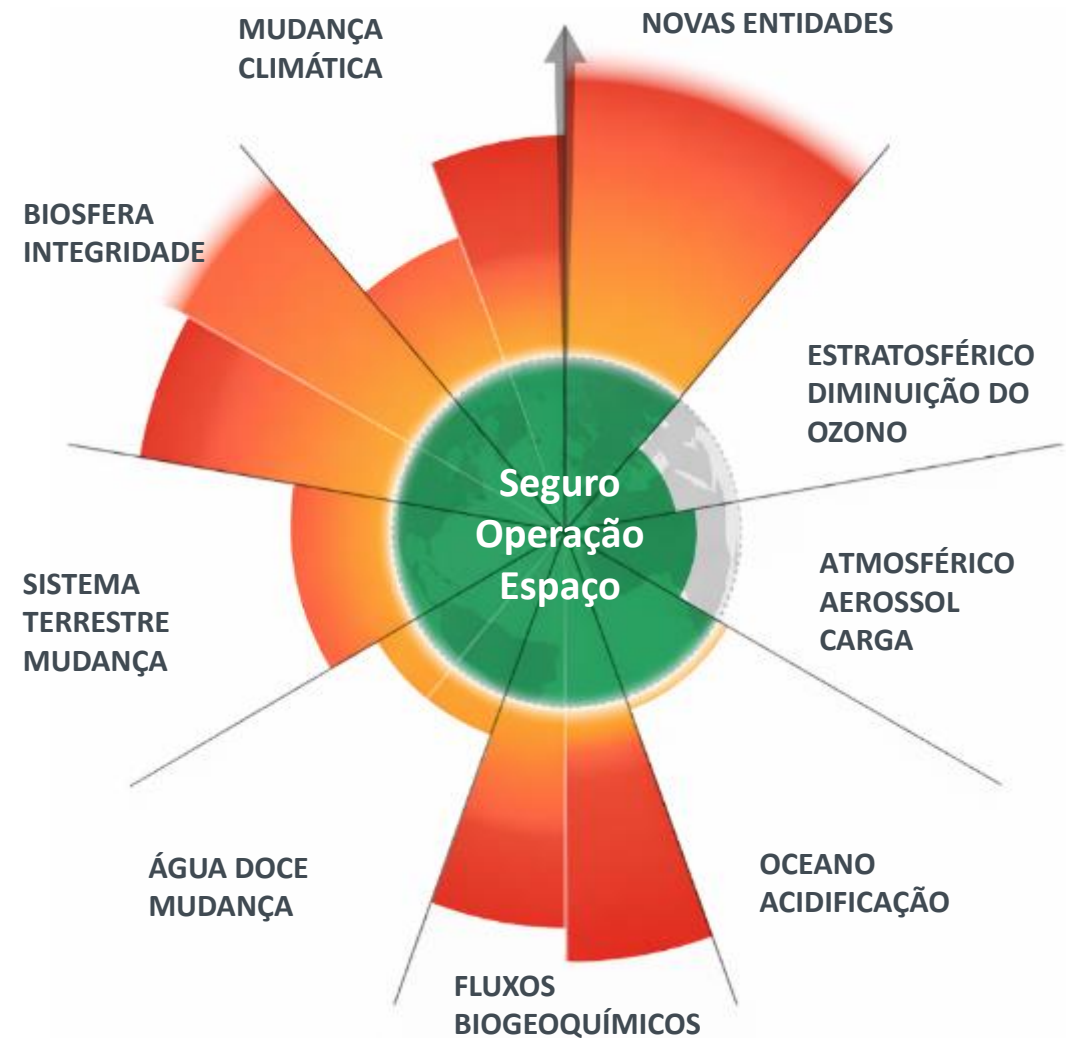 MUDANÇA
CLIMÁTICA
NOVAS ENTIDADES
BIOSFERA
INTEGRIDADE
ESTRATOSFÉRICO
DIMINUIÇÃO DO
OZONO
Seguro
Operação
Espaço
SISTEMA
TERRESTRE
MUDANÇA
ATMOSFÉRICO
AEROSSOL
CARGA
ÁGUA DOCE
MUDANÇA
OCEANO
ACIDIFICAÇÃO
FLUXOS
BIOGEOQUÍMICOS